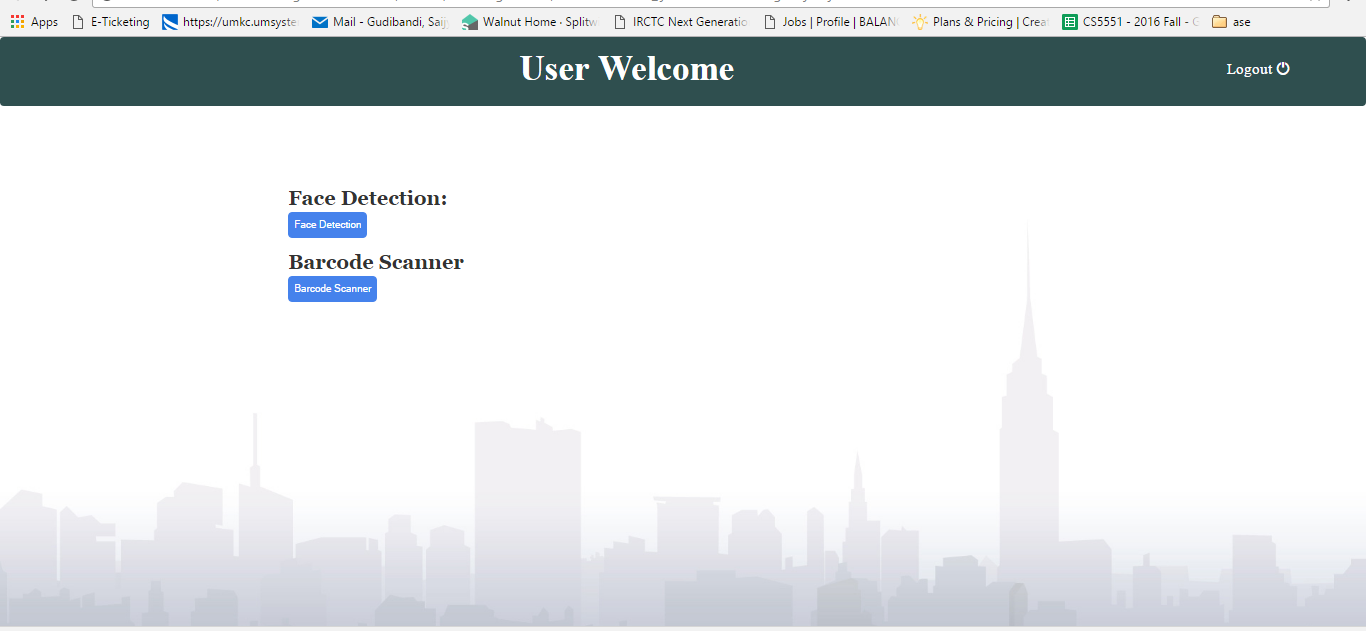 Apps E-Ticketing https://umkc.umsyste Mail - Gudibandi, Saij Walnut Home · Splitw IRCTC Next Generatio Jobs | Profile | BALAN Plans & Pricing | Crea CS5551 - 2016 Fall - G ase
User Welcome
Logout
Face Detection:
Face Detection
Barcode Scanner
Barcode Scanner